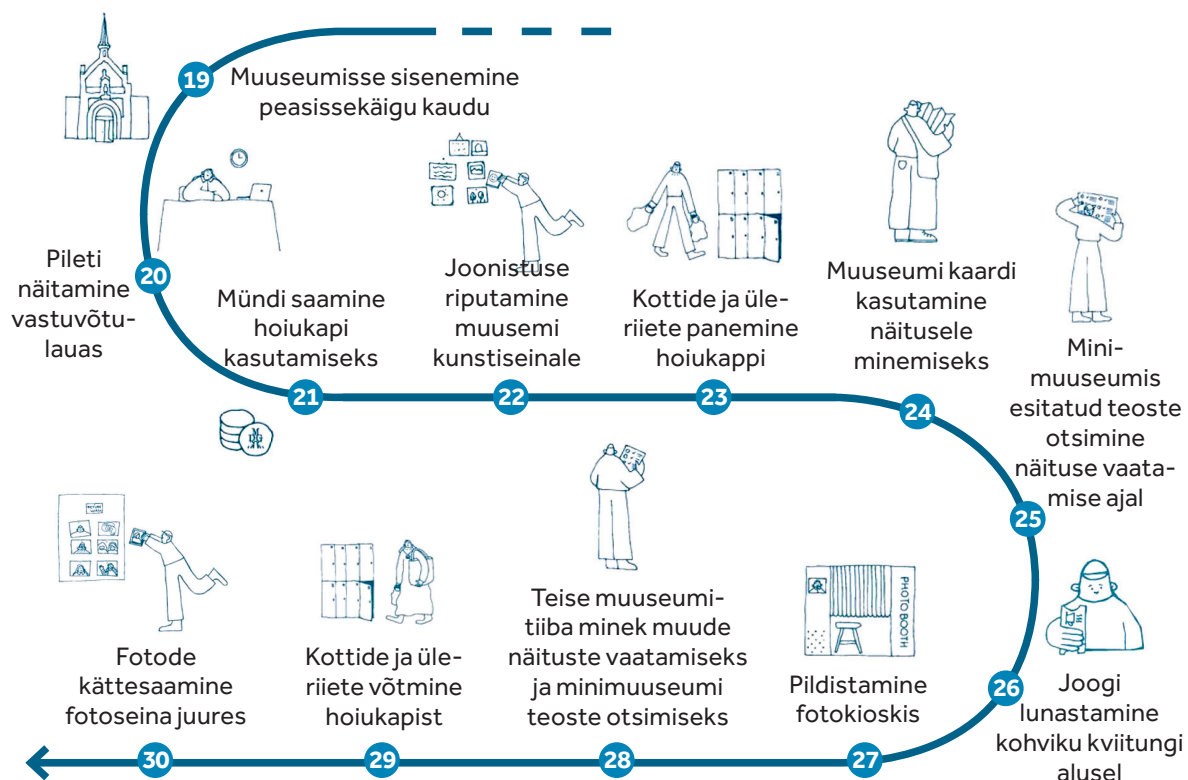 19
Muuseumisse sisenemine
peasissekäigu kaudu
20
Pileti
näitamine
vastuvõtu-
lauas
21
Mündi saamine
hoiukapi
kasutamiseks
22
Joonistuse
riputamine
muusemi
kunstiseinale
23
Kottide ja üle-
riiete panemine
hoiukappi
24
Muuseumi kaardi
kasutamine
näitusele
minemiseks
25
Mini-
muuseumis
esitatud teoste
otsimine
näituse vaata-
mise ajal
26
Joogi
lunastamine
kohviku kviitungi
alusel
27
PHOTO BOOTH
Pildistamine
fotokioskis
28
Teise muuseumi-
tiiba minek muude
näituste vaatamiseks
ja minimuuseumi
teoste otsimiseks
29
Kottide ja üle-
riiete võtmine
hoiukapist
30
Fotode
kättesaamine
fotoseina juures